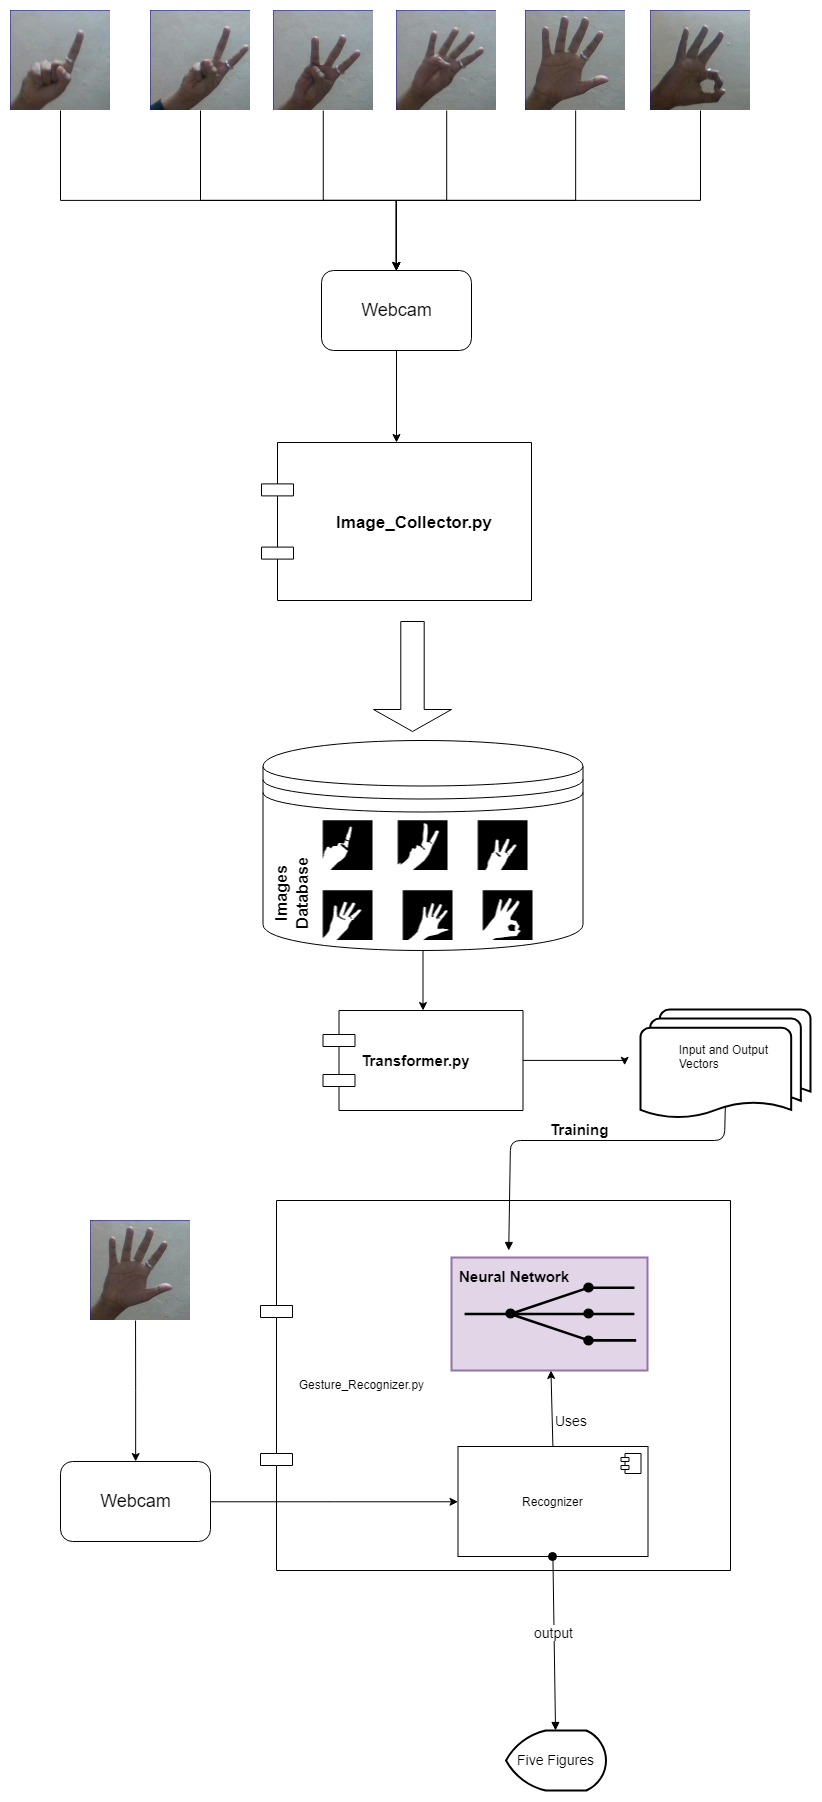 Webcam
Image_Collector.py
Images
Database
Transformer.py
Input and Output
Vectors
Training
Neural Network
Gesture_Recognizer.py
Uses
Webcam
Recognizer
output
Five Figures